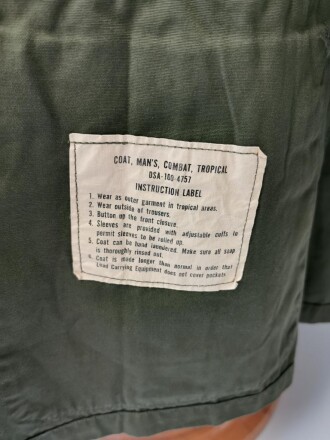 COAT, MAN'S, COMBAT, TROPICAL
DSA-100-4757
INSTRUCTION LABEL
1. Wear as outer garment in tropical areas.
2. Wear outside of trousers.
3. Button up the front closure.
4. Sleeves are provided with adjustable cuffs to
permit sleeves to be rolled up.
5. Coat can be hand laundered. Make sure all soap
is thoroughly rinsed out.
6. Coat is made longer than normal in order that
Load Carrying Equipment does not cover pockets.